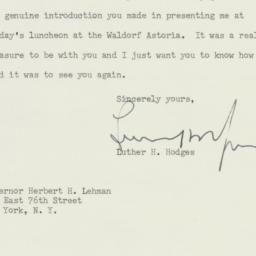 genuine introduction you made in presenting me at
day's luncheon at the Waldorf Astoria.  It was a real
asure to be with you and I just want you to know how
d it was to see you again.
Sincerely yours,
Luther H. Hodges
ernor Herbert H. Lehman
East 76th Street
York, N. Y.